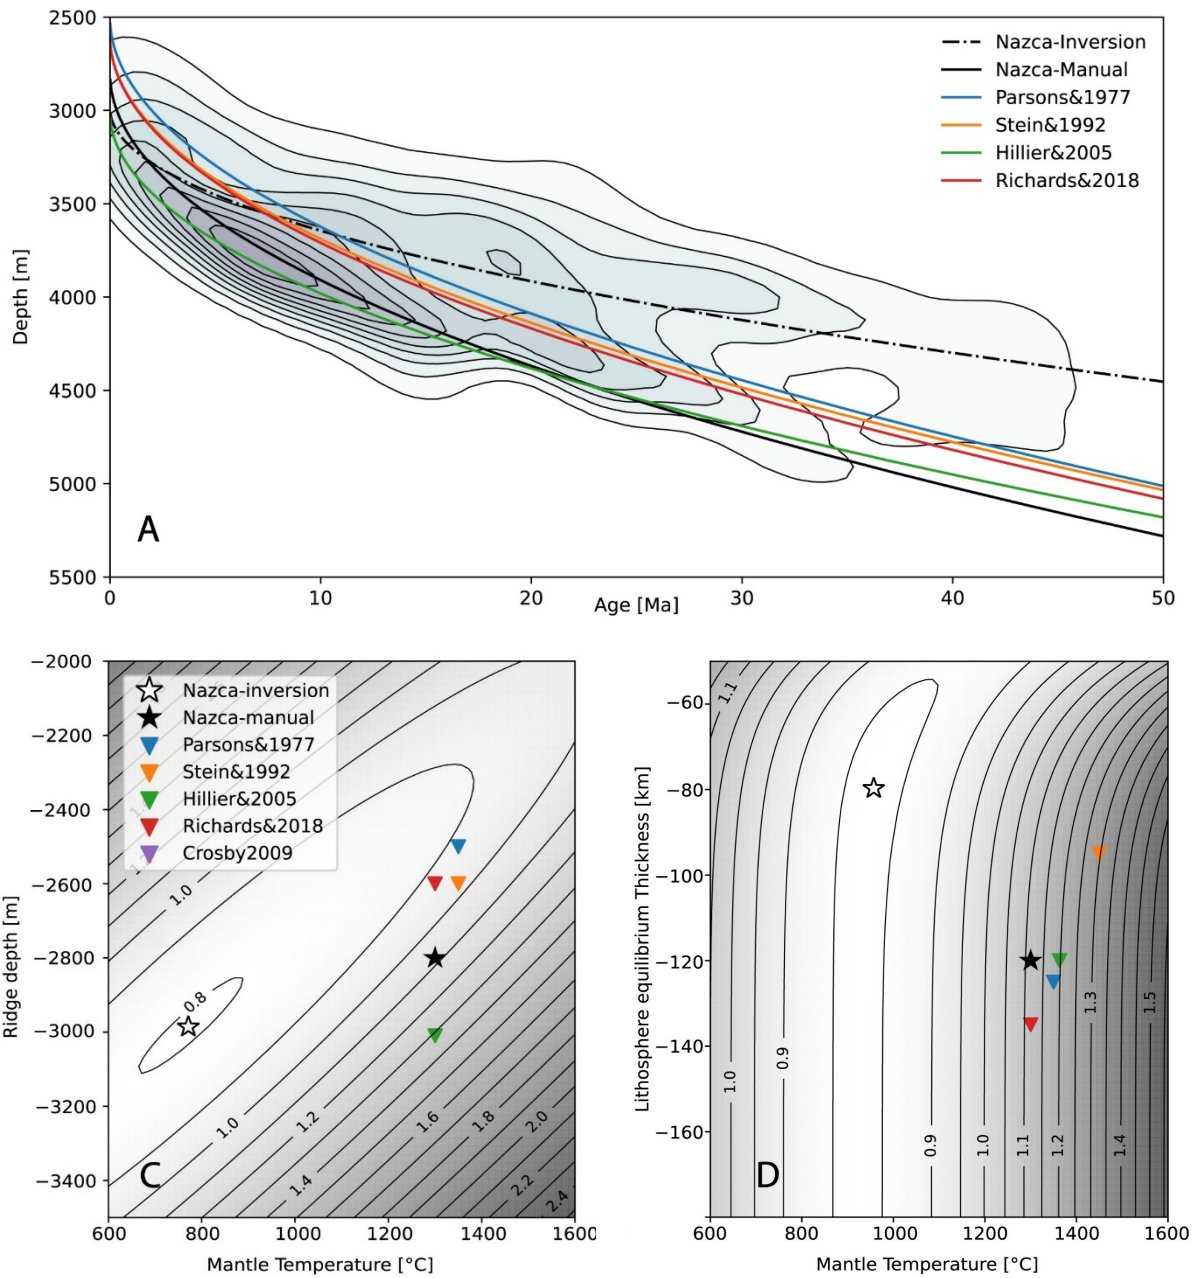 2500
3000
3500
4000
4500
5000
5500
Depth [m]
Nazca-Inversion
Nazca-Manual
Parsons&1977
Stein&1992
Hillier&2005
Richards&2018
A
0
10
20
30
40
50
Age [Ma]
−2000
−2200
−2400
−2600
−2800
−3000
−3200
−3400
Ridge depth [m]
Nazca-inversion
Nazca-manual
Parsons&1977
Stein&1992
Hillier&2005
Richards&2018
Crosby2009
1.0
0.8
1.0
1.2
1.4
1.6
1.8
2.0
2.2
2.4
C
600
800
1000
1200
1400
1600
Mantle Temperature [°C]
−60
−80
−100
−120
−140
−160
Lithosphere equilibrium Thickness [km]
1.1
1.0
0.9
0.9
1.0
1.1
1.2
1.3
1.4
1.5
D
600
800
1000
1200
1400
1600
Mantle Temperature [°C]